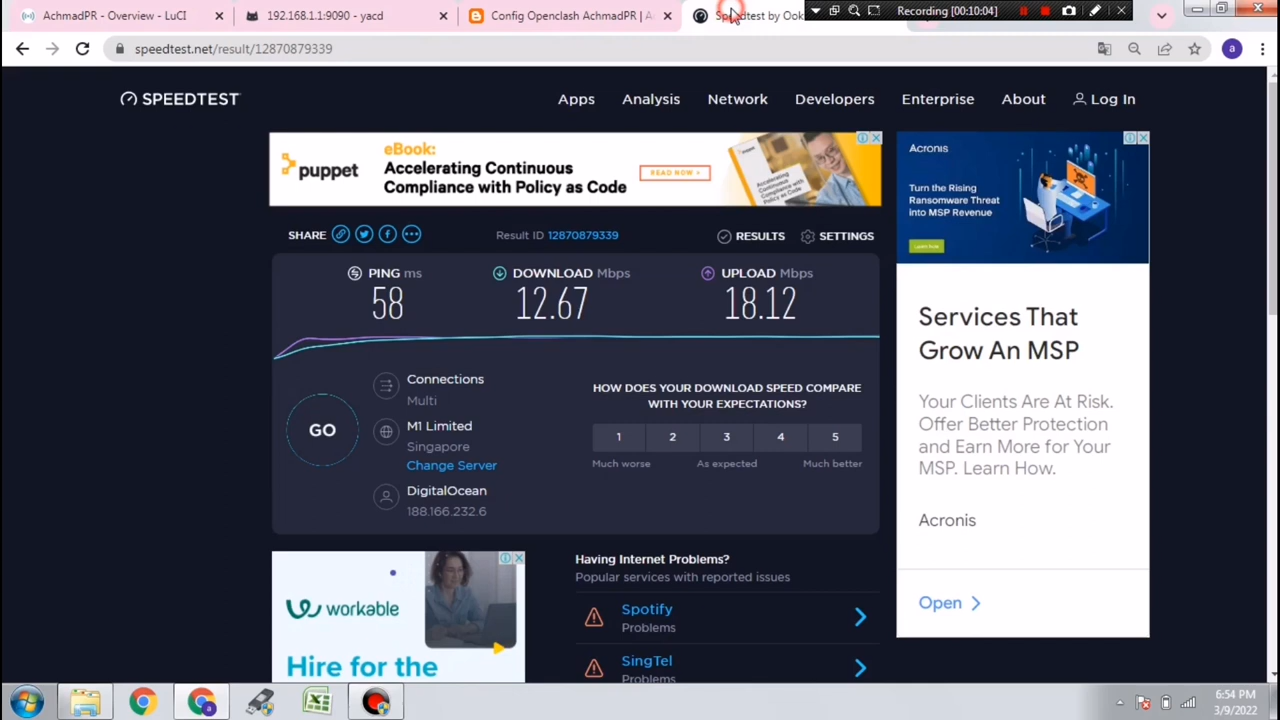 AchmadPR - Overview - LuCI
192.168.1.1:9090 - yacd
Config Openclash AchmadPR | A
Speedtest by Ook
Recording [00:10:04]
speedtest.net/result/12870879339
a
SPEEDTEST
Apps
Analysis
Network
Developers
Enterprise
About
Log In
puppet
eBook:
Accelerating Continuous
Compliance with Policy as Code
READ NOW >
Acronis
Turn the Rising
Ransomware Threat
into MSP Revenue
Learn more
SHARE
Result ID 12870879339
RESULTS
SETTINGS
PING ms
58
DOWNLOAD Mbps
12.67
UPLOAD Mbps
18.12
GO
Connections
Multi
M1 Limited
Singapore
Change Server
DigitalOcean
188.166.232.6
HOW DOES YOUR DOWNLOAD SPEED COMPARE
WITH YOUR EXPECTATIONS?
1 2 3 4 5
Much worse As expected Much better
Services That
Grow An MSP
Your Clients Are At Risk.
Offer Better Protection
and Earn More for Your
MSP. Learn How.
Acronis
Open
workable
Hire for the
Having Internet Problems?
Popular services with reported issues
Spotify
Problems
SingTel
Problems
6:54 PM
3/9/2022